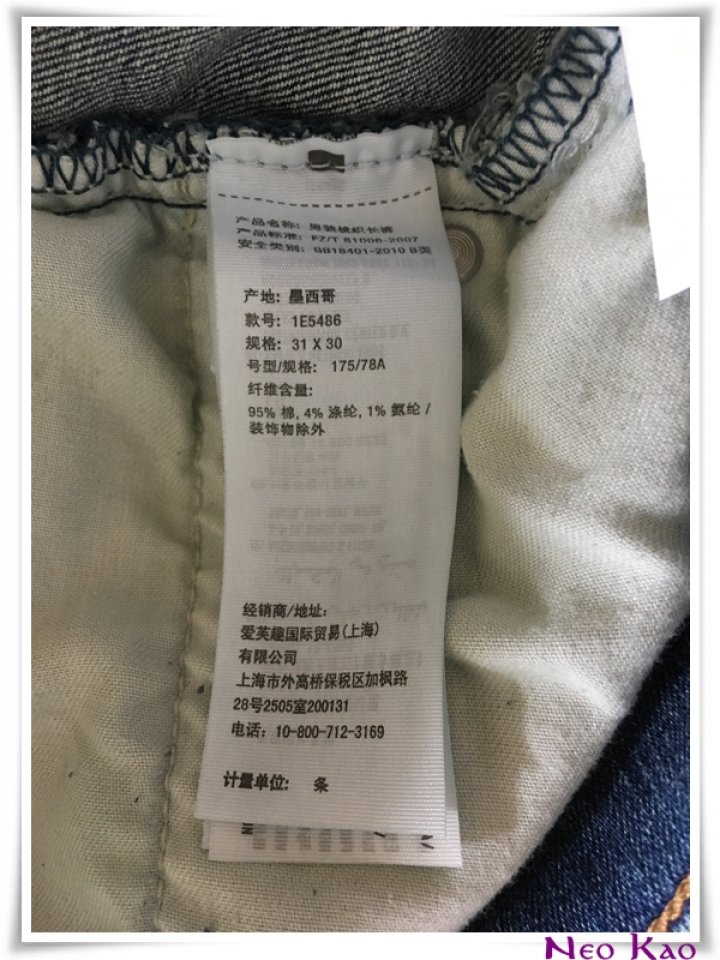 产品名称: 男装梭织长裤
产品标准: FZ/T 81006-2007
安全类别: GB18401-2010 B类
产地: 墨西哥
款号: 1E5486
规格: 31 X 30
号型/规格: 175/78A
纤维含量:
95% 棉, 4% 涤纶, 1% 氨纶 /
装饰物除外
经销商/地址:
爱芙趣国际贸易(上海)
有限公司
上海市外高桥保税区加枫路
28号2505室200131
电话: 10-800-712-3169
计量单位: 条
Neo Kao